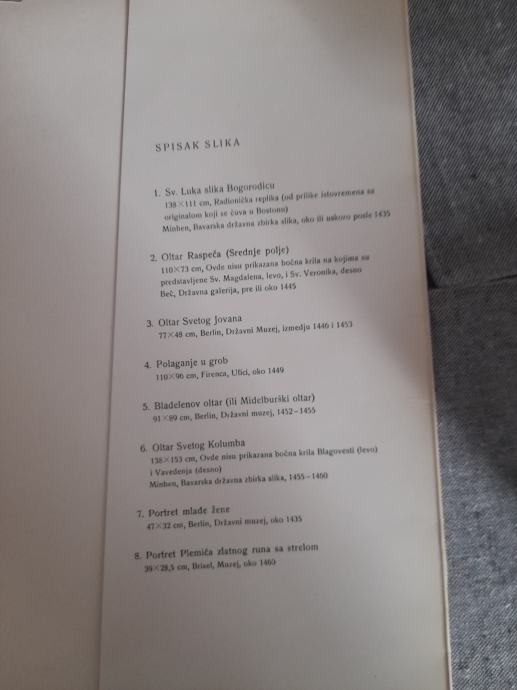 SPISAK SLIKA
1. Sv. Luka slika Bogorodicu
138×111 cm, Radionička replika (od prilike istovremena sa
originalom koji se čuva u Bostonu)
Minhen, Bavarska državna zbirka slika, oko ili uskoro posle 1435
2. Oltar Raspeća (Srednje polje)
110×73 cm, Ovde nisu prikazana bočna krila na kojima su
predstavljene Sv. Magdalena, levo, i Sv. Veronika, desno
Beč, Državna galerija, pre ili oko 1445
3. Oltar Svetog Jovana
77×48 cm, Berlin, Državni Muzej, izmedju 1446 i 1453
4. Polaganje u grob
110×96 cm, Firenca, Ufici, oko 1449
5. Bladelenov oltar (ili Midelburški oltar)
91×89 cm, Berlin, Državni muzej, 1452–1455
6. Oltar Svetog Kolumba
138×153 cm, Ovde nisu prikazana bočna krila Blagovesti (levo)
i Vavedenja (desno)
Minhen, Bavarska državna zbirka slika, 1455–1460
7. Portret mlade žene
47×32 cm, Berlin, Državni muzej, oko 1435
8. Portret Plemića zlatnog runa sa strelom
39×28,5 cm, Brisel, Muzej, oko 1460